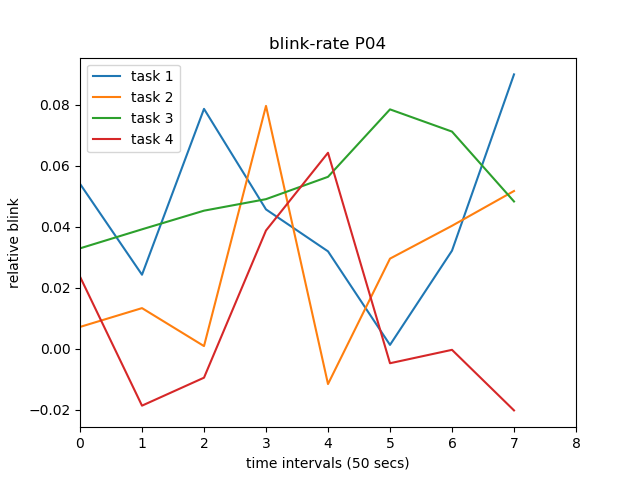 blink-rate P04
task 1
task 2
task 3
task 4
0.08
0.06
0.04
0.02
0.00
−0.02
relative blink
0 1 2 3 4 5 6 7 8
time intervals (50 secs)